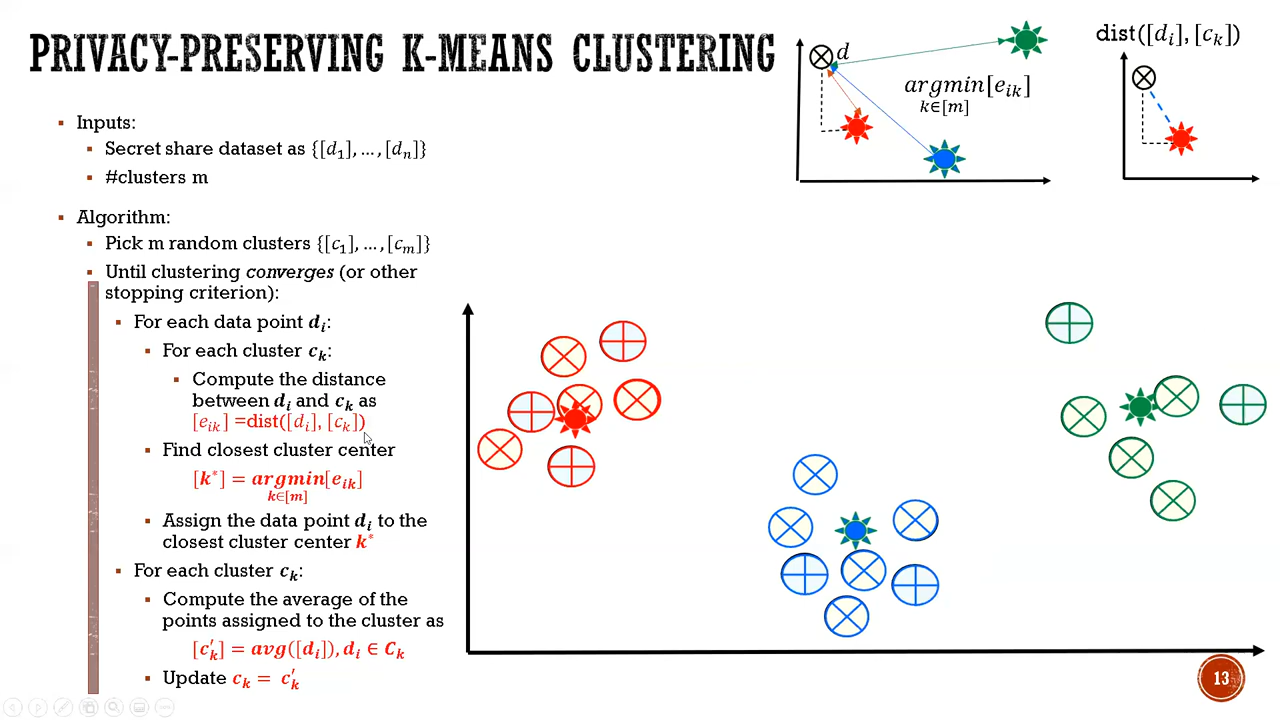 PRIVACY-PRESERVING K-MEANS CLUSTERING
Inputs:
Secret share dataset as {[d₁], …, [dₙ]}
#clusters m
Algorithm:
Pick m random clusters {[c₁], …, [cₘ]}
Until clustering converges (or other
stopping criterion):
For each data point dᵢ:
For each cluster cₖ:
Compute the distance
between dᵢ and cₖ as
[eᵢₖ] =dist([dᵢ], [cₖ])
Find closest cluster center
[k*] = argmin[eᵢₖ]
k∈[m]
Assign the data point dᵢ to the
closest cluster center k*
For each cluster cₖ:
Compute the average of the
points assigned to the cluster as
[c′ₖ] = avg([dᵢ]), dᵢ ∈ Cₖ
Update cₖ = c′ₖ
d
argmin[eᵢₖ]
k∈[m]
dist([dᵢ], [cₖ])
13